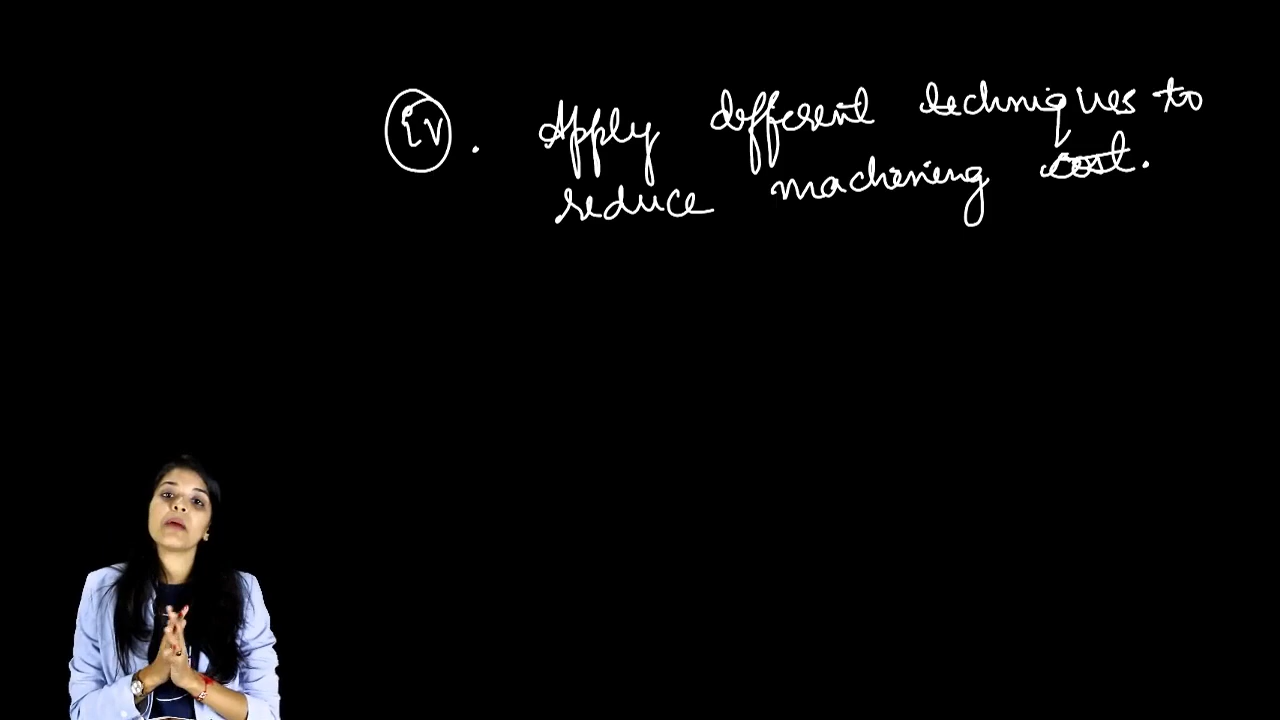 iv. Apply different techniques to
reduce machining cost.